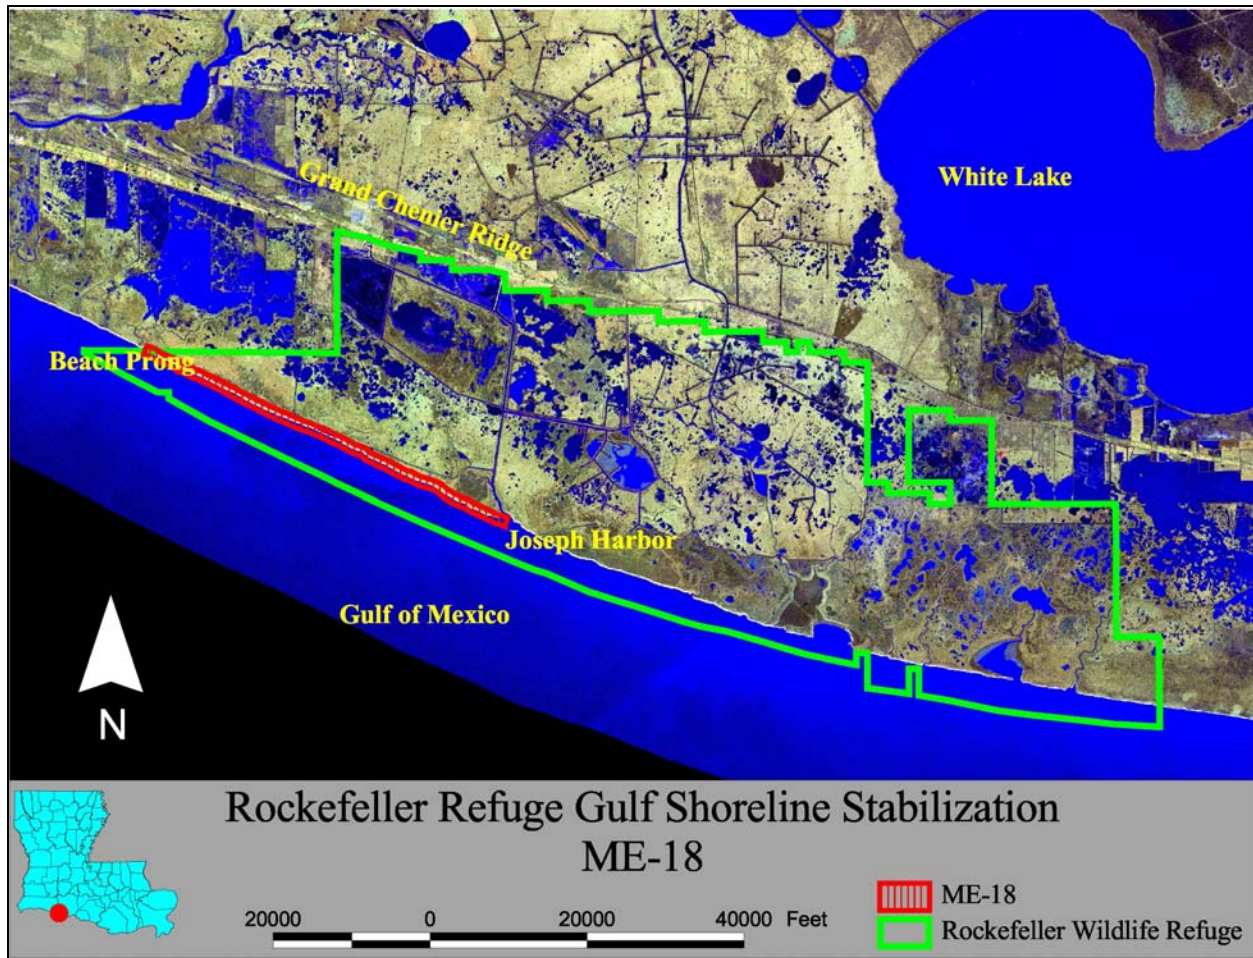 White Lake
Grand Chenier Ridge
Beach Prong
Joseph Harbor
Gulf of Mexico
N
Rockefeller Refuge Gulf Shoreline Stabilization
ME-18
ME-18
Rockefeller Wildlife Refuge
20000 0 20000 40000 Feet